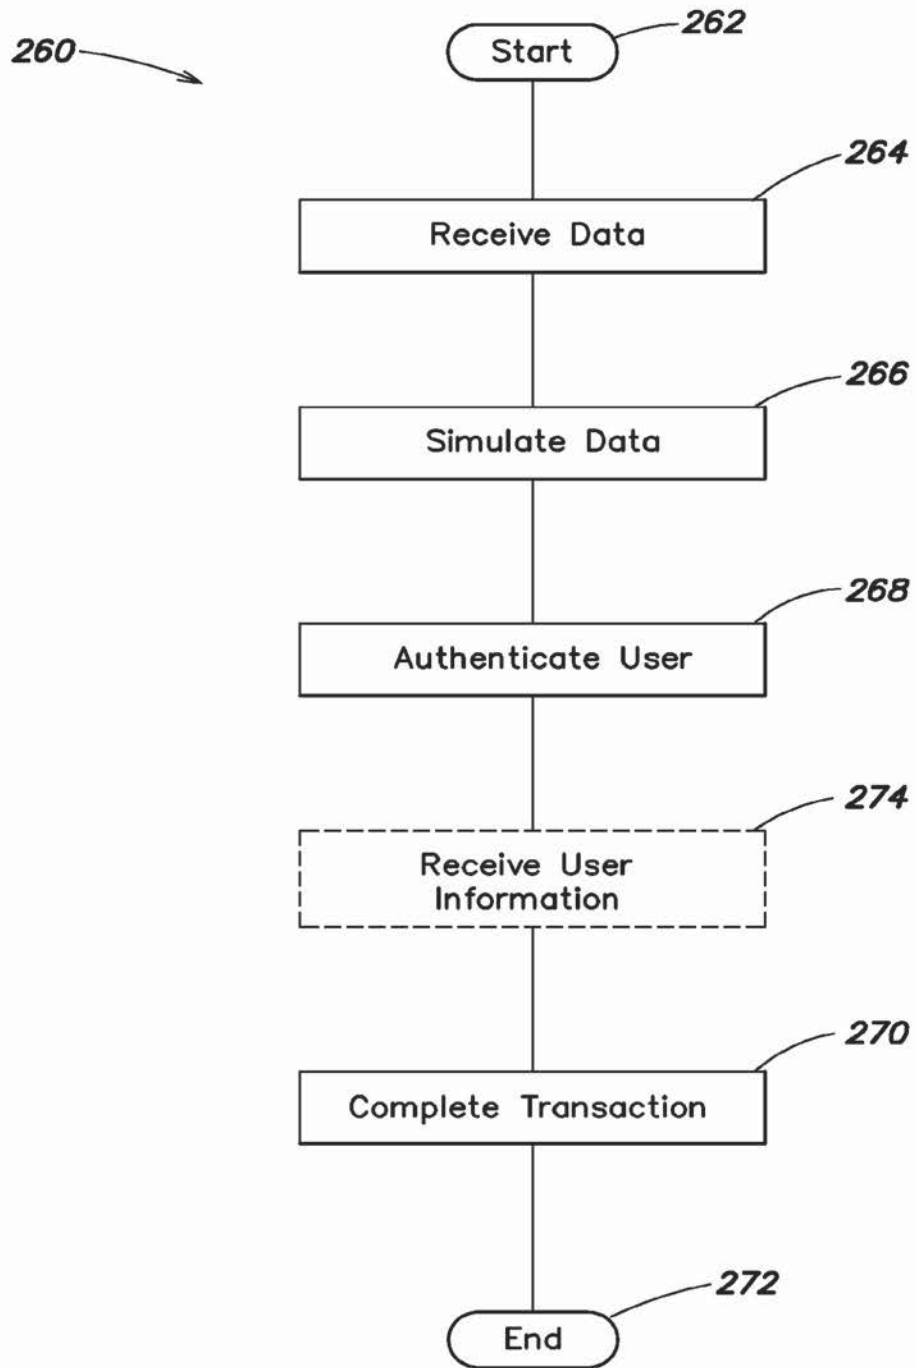 262
Start
260
264
Receive Data
266
Simulate Data
268
Authenticate User
274
Receive User
Information
270
Complete Transaction
272
End